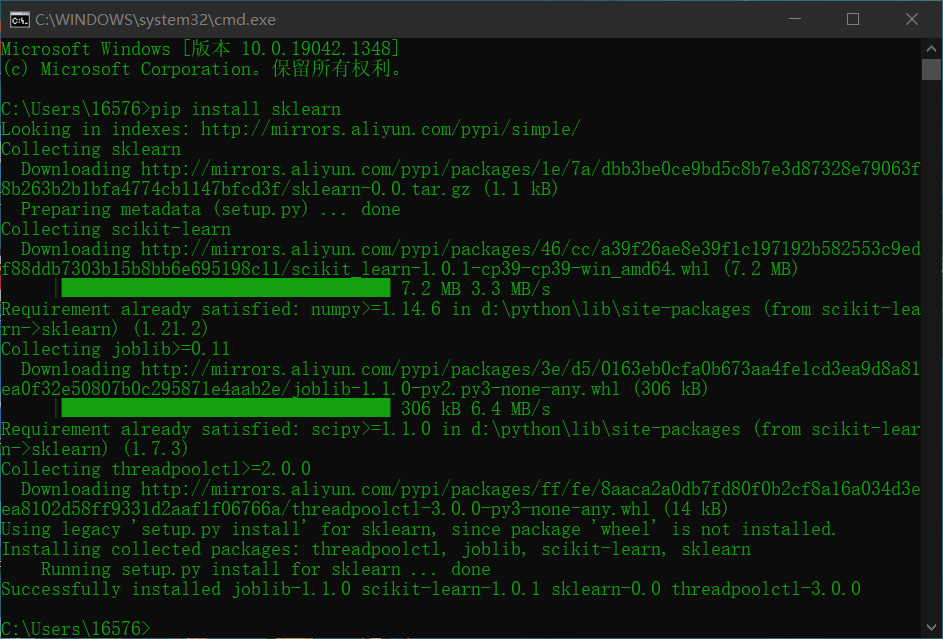 C:\WINDOWS\system32\cmd.exe
Microsoft Windows [版本 10.0.19042.1348]
(c) Microsoft Corporation。保留所有权利。
C:\Users\16576>pip install sklearn
Looking in indexes: http://mirrors.aliyun.com/pypi/simple/
Collecting sklearn
Downloading http://mirrors.aliyun.com/pypi/packages/1e/7a/dbb3be0ce9bd5c8b7e3d87328e79063f
8b263b2b1bfa4774cb1147bfcd3f/sklearn-0.0.tar.gz (1.1 kB)
Preparing metadata (setup.py) ... done
Collecting scikit-learn
Downloading http://mirrors.aliyun.com/pypi/packages/46/cc/a39f26ae8e39f1c197192b582553c9ed
f88ddb7303b15b8bb6e695198c11/scikit_learn-1.0.1-cp39-cp39-win_amd64.whl (7.2 MB)
7.2 MB 3.3 MB/s
Requirement already satisfied: numpy>=1.14.6 in d:\python\lib\site-packages (from scikit-lea
rn->sklearn) (1.21.2)
Collecting joblib>=0.11
Downloading http://mirrors.aliyun.com/pypi/packages/3e/d5/0163eb0cfa0b673aa4fe1cd3ea9d8a81
ea0f32e50807b0c295871e4aab2e/joblib-1.1.0-py2.py3-none-any.whl (306 kB)
306 kB 6.4 MB/s
Requirement already satisfied: scipy>=1.1.0 in d:\python\lib\site-packages (from scikit-lear
n->sklearn) (1.7.3)
Collecting threadpoolctl>=2.0.0
Downloading http://mirrors.aliyun.com/pypi/packages/ff/fe/8aaca2a0db7fd80f0b2cf8a16a034d3e
ea8102d58ff9331d2aaf1f06766a/threadpoolctl-3.0.0-py3-none-any.whl (14 kB)
Using legacy 'setup.py install' for sklearn, since package 'wheel' is not installed.
Installing collected packages: threadpoolctl, joblib, scikit-learn, sklearn
Running setup.py install for sklearn ... done
Successfully installed joblib-1.1.0 scikit-learn-1.0.1 sklearn-0.0 threadpoolctl-3.0.0
C:\Users\16576>